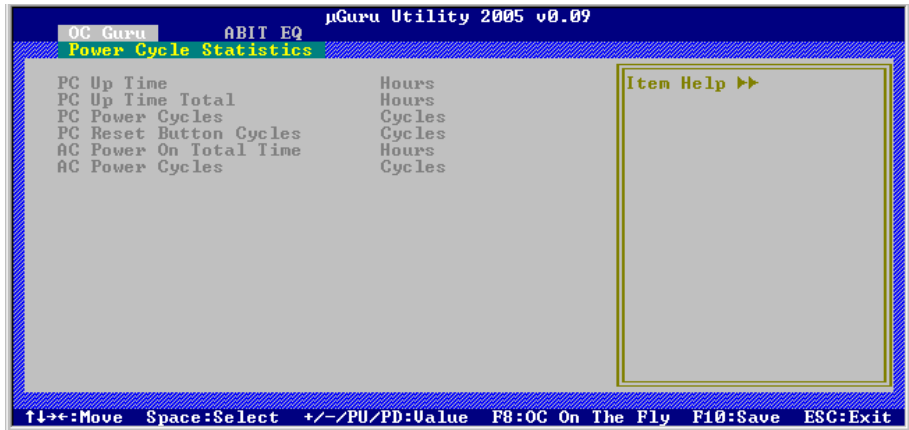 µGuru Utility 2005 v0.09
OC Guru ABIT EQ
Power Cycle Statistics
PC Up Time Hours
PC Up Time Total Hours
PC Power Cycles Cycles
PC Reset Button Cycles Cycles
AC Power On Total Time Hours
AC Power Cycles Cycles
Item Help ►►
↑↓→←:Move Space:Select +/-/PU/PD:Value F8:OC On The Fly F10:Save ESC:Exit